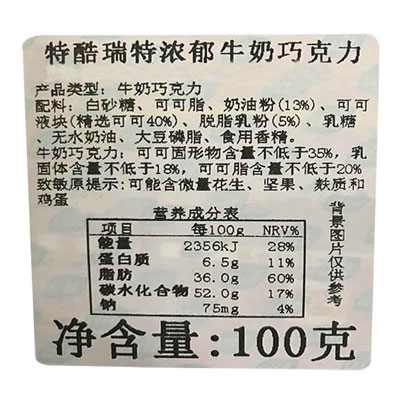 特酷瑞特浓郁牛奶巧克力
产品类型：牛奶巧克力
配料：白砂糖、可可脂、奶油粉(13%)、可可
液块(精选可可40%)、脱脂乳粉(5%)、乳糖
、无水奶油、大豆磷脂、食用香精。
牛奶巧克力：可可固形物含量不低于35%，乳
固体含量不低于18%，可可脂含量不低于20%
致敏原提示：可能含微量花生、坚果、麸质和
鸡蛋
营养成分表
项目 每100g NRV%
能量 2356kJ 28%
蛋白质 6.5g 11%
脂肪 36.0g 60%
碳水化合物 52.0g 17%
钠 75mg 4%
背景图片仅供参考
净含量：100克